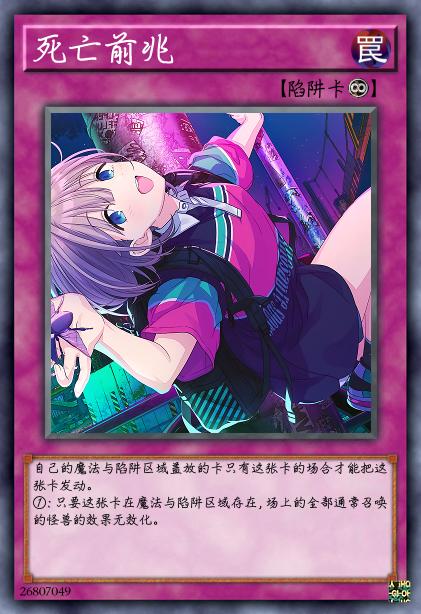 死亡前兆
罠
【陷阱卡♾】
自己的魔法与陷阱区域盖放的卡只有这张卡的场合才能把这
张卡发动。
①：只要这张卡在魔法与陷阱区域存在，场上的全部通常召唤
的怪兽的效果无效化。
26807049